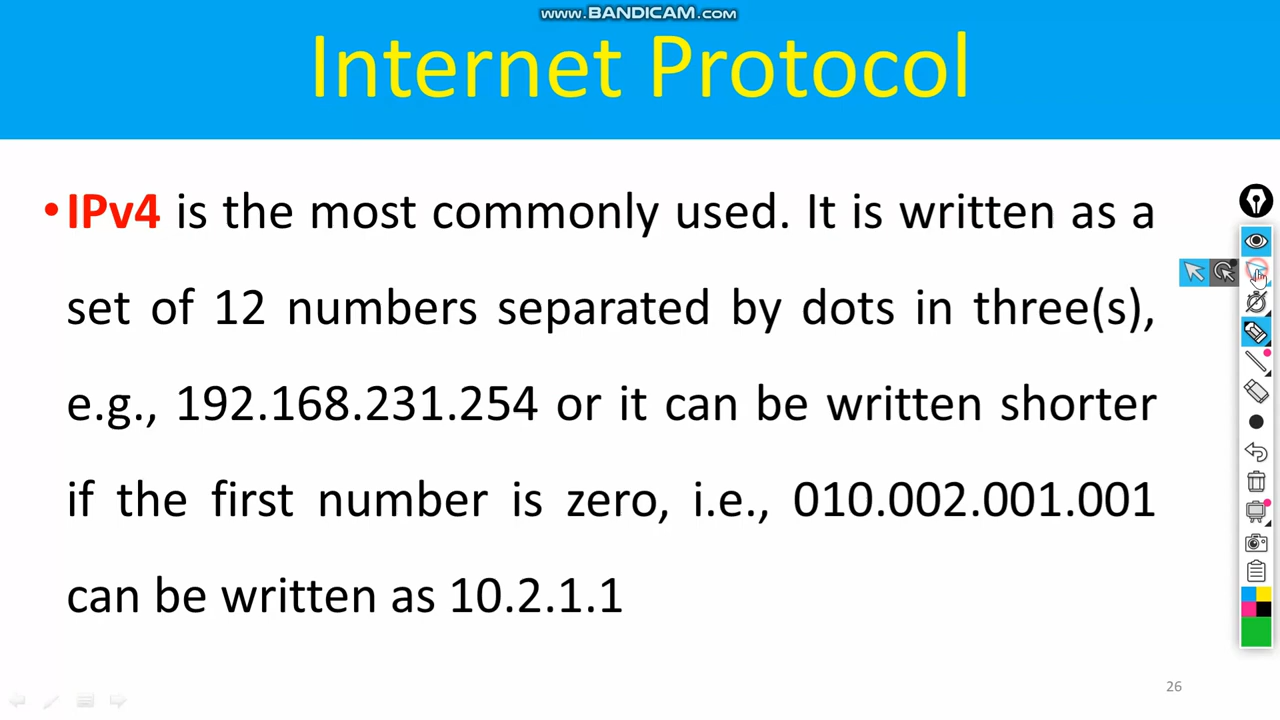 www.BANDICAM.com
Internet Protocol
•IPv4 is the most commonly used. It is written as a
set of 12 numbers separated by dots in three(s),
e.g., 192.168.231.254 or it can be written shorter
if the first number is zero, i.e., 010.002.001.001
can be written as 10.2.1.1
26